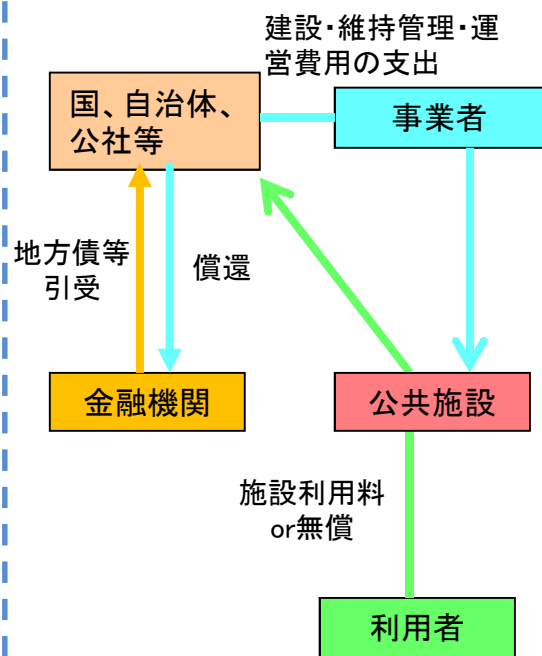 建設・維持管理・運
営費用の支出
国、自治体、
公社等
事業者
地方債等
引受
償還
金融機関
公共施設
施設利用料
or無償
利用者